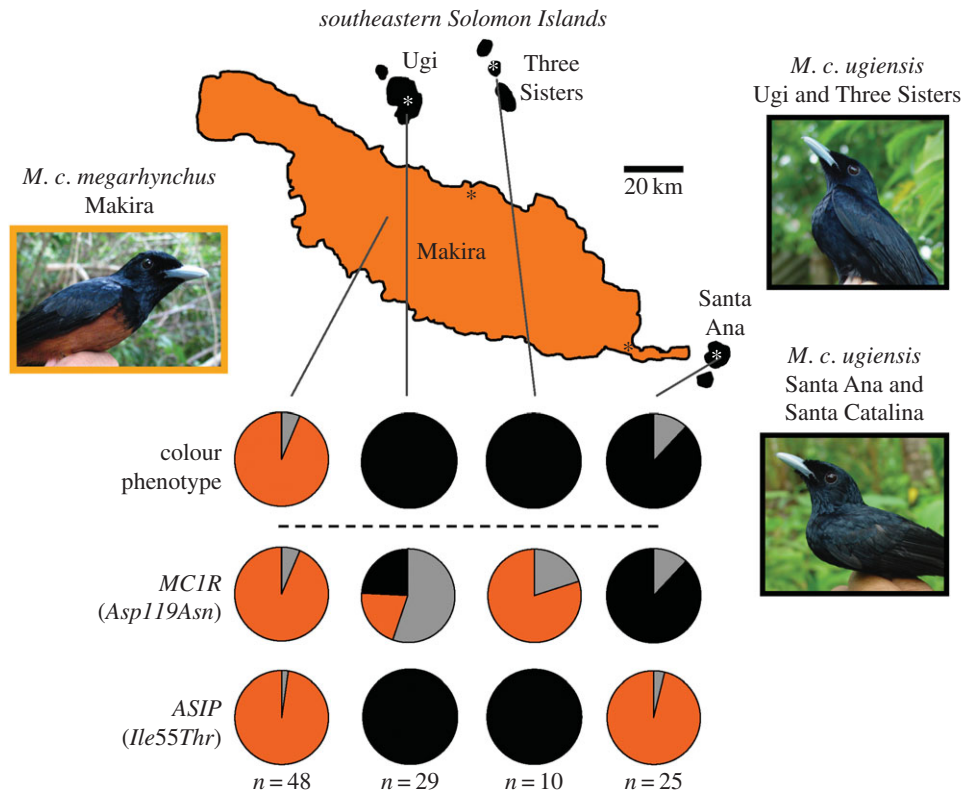 southeastern Solomon Islands
Ugi
Three
Sisters
M. c. ugiensis
Ugi and Three Sisters
20 km
M. c. megarhynchus
Makira
Makira
Santa
Ana
M. c. ugiensis
Santa Ana and
Santa Catalina
colour
phenotype
MC1R
(Asp119Asn)
ASIP
(Ile55Thr)
n = 48
n = 29
n = 10
n = 25